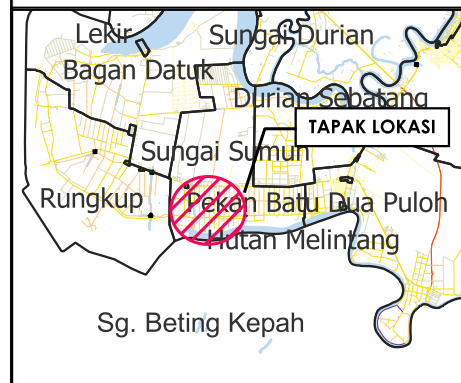 Lekir
Sungai Durian
Bagan Datuk
Durian Sebatang
TAPAK LOKASI
Sungai Sumun
Rungkup
Pekan Batu Dua Puloh
Hutan Melintang
Sg. Beting Kepah